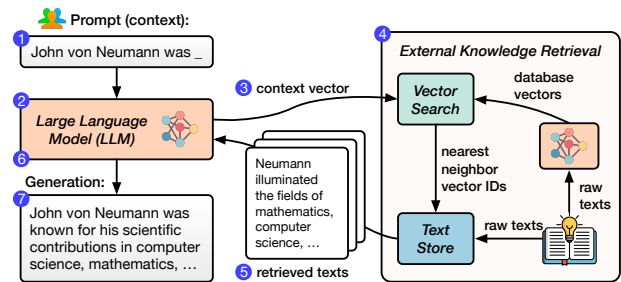 Prompt (context):
1
John von Neumann was _
2
Large Language
Model (LLM)
6
Generation:
7
John von Neumann was
known for his scientific
contributions in computer
science, mathematics, …
3 context vector
Neumann
illuminated
the fields of
mathematics,
computer
science, …
5 retrieved texts
4
External Knowledge Retrieval
Vector
Search
database
vectors
nearest
neighbor
vector IDs
raw
texts
Text
Store
raw texts